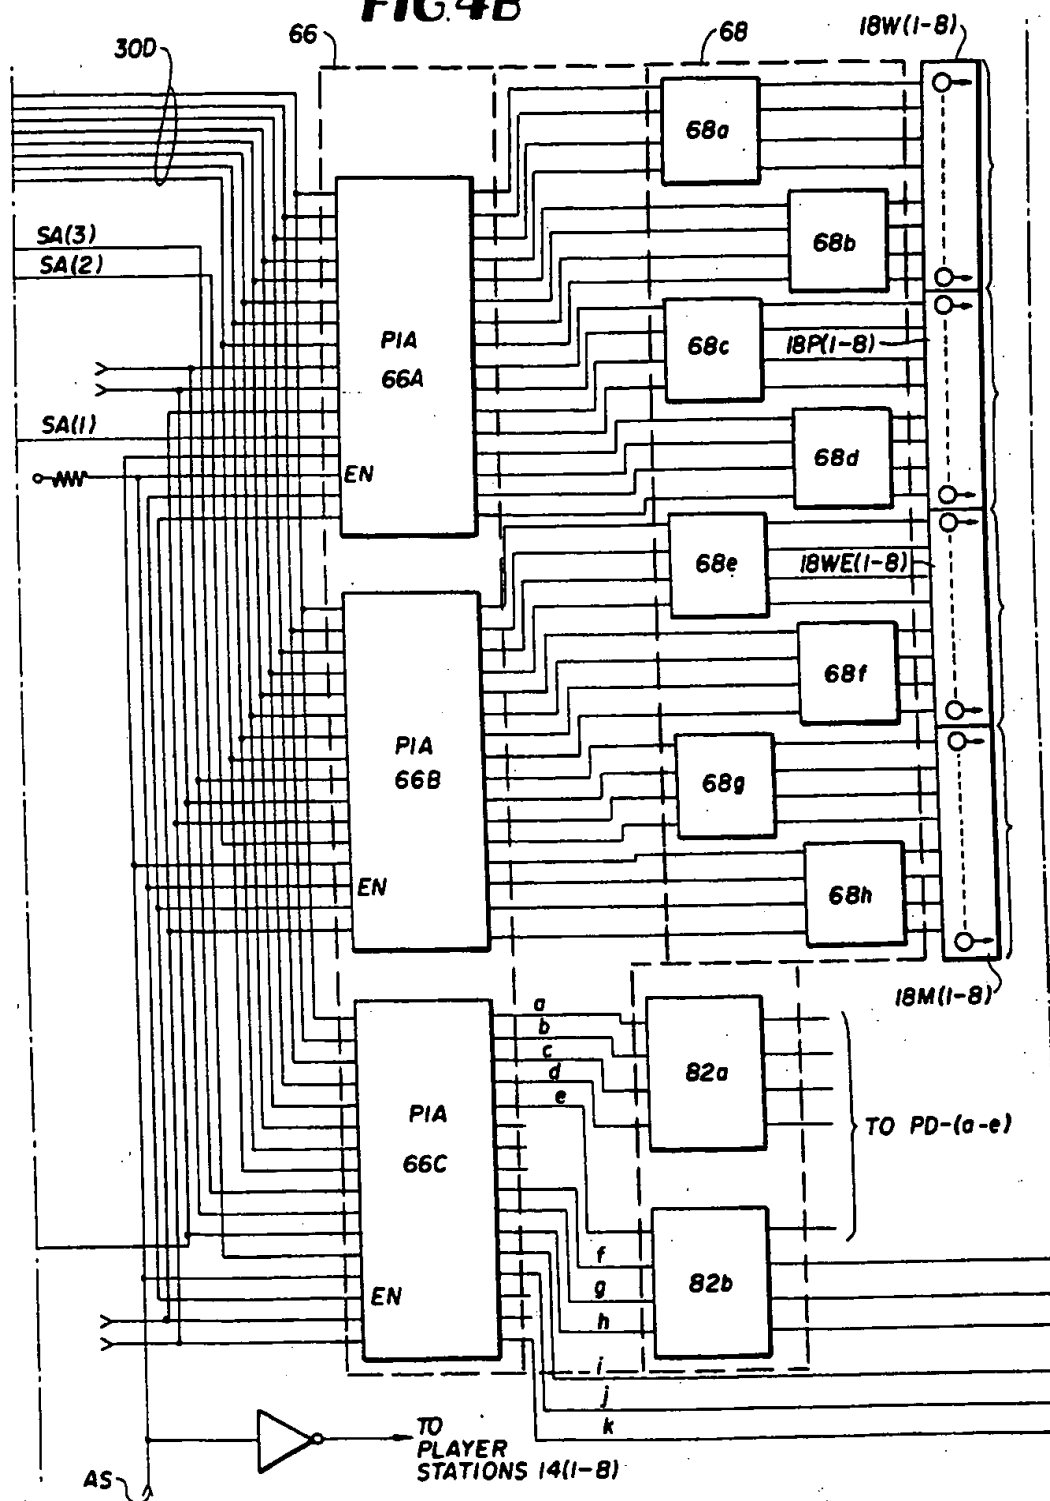 FIG. 4B
30D
66
68
18W(1-8)
68a
SA(3)
SA(2)
68b
PIA
66A
68c
18P(1-8)
SA(1)
EN
68d
68e
18WE(1-8)
68f
PIA
66B
68g
EN
68h
18M(1-8)
a
b
c
d
e
82a
PIA
66C
TO PD-(a-e)
f
g
h
82b
EN
i
j
k
TO
PLAYER
STATIONS 14(1-8)
AS